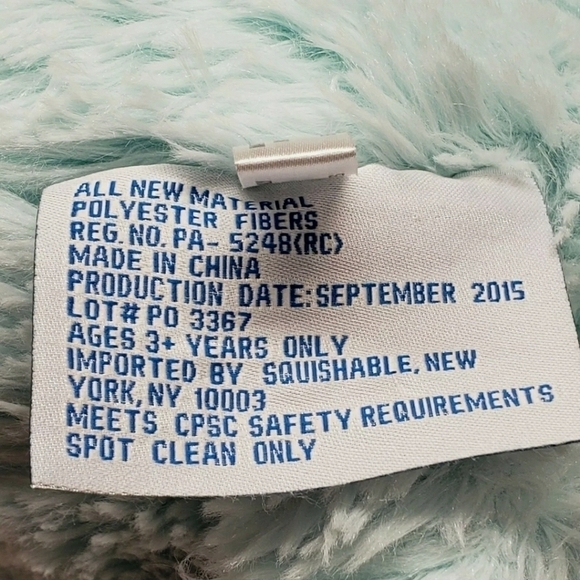 ALL NEW MATERIAL
POLYESTER FIBERS
REG. NO. PA- 5248(RC)
MADE IN CHINA
PRODUCTION DATE:SEPTEMBER 2015
LOT# PO 3367
AGES 3+ YEARS ONLY
IMPORTED BY SQUISHABLE, NEW
YORK, NY 10003
MEETS CPSC SAFETY REQUIREMENTS
SPOT CLEAN ONLY